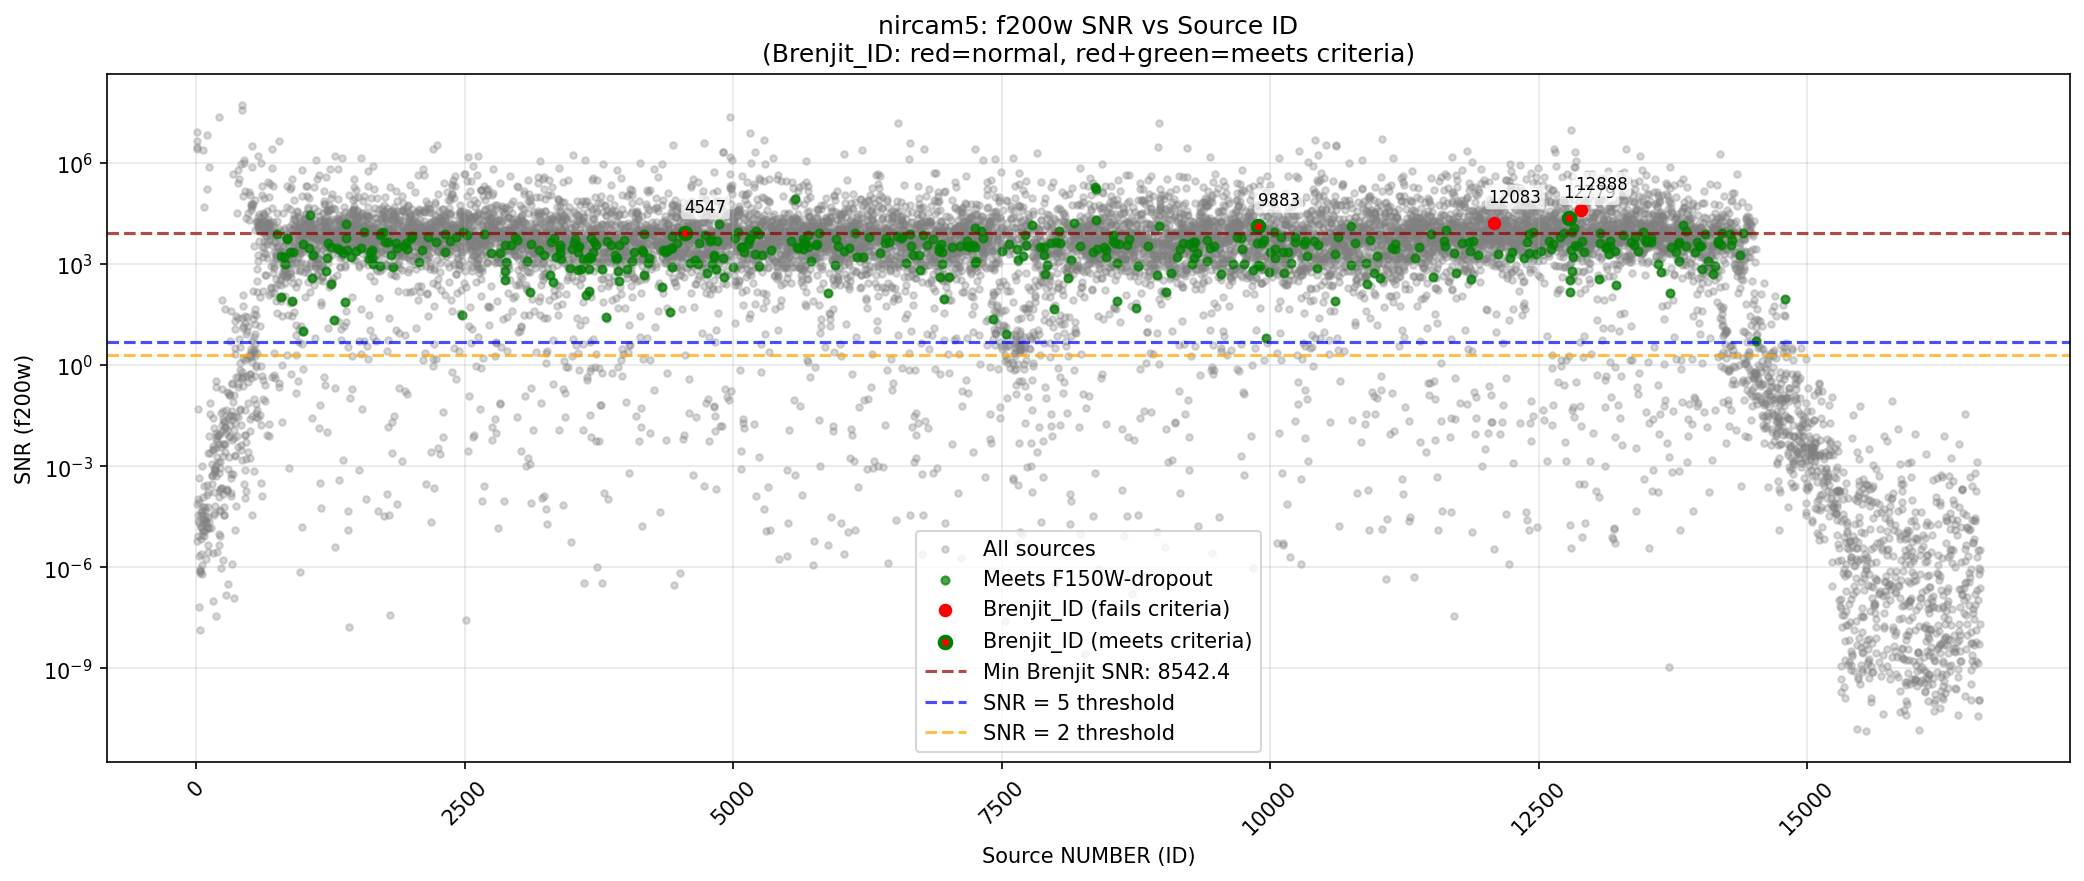 nircam5: f200w SNR vs Source ID
(Brenjit_ID: red=normal, red+green=meets criteria)
SNR (f200w)
10^6
10^3
10^0
10^-3
10^-6
10^-9
4547
9883
12083
12779
12888
All sources
Meets F150W-dropout
Brenjit_ID (fails criteria)
Brenjit_ID (meets criteria)
Min Brenjit SNR: 8542.4
SNR = 5 threshold
SNR = 2 threshold
0
2500
5000
7500
10000
12500
15000
Source NUMBER (ID)